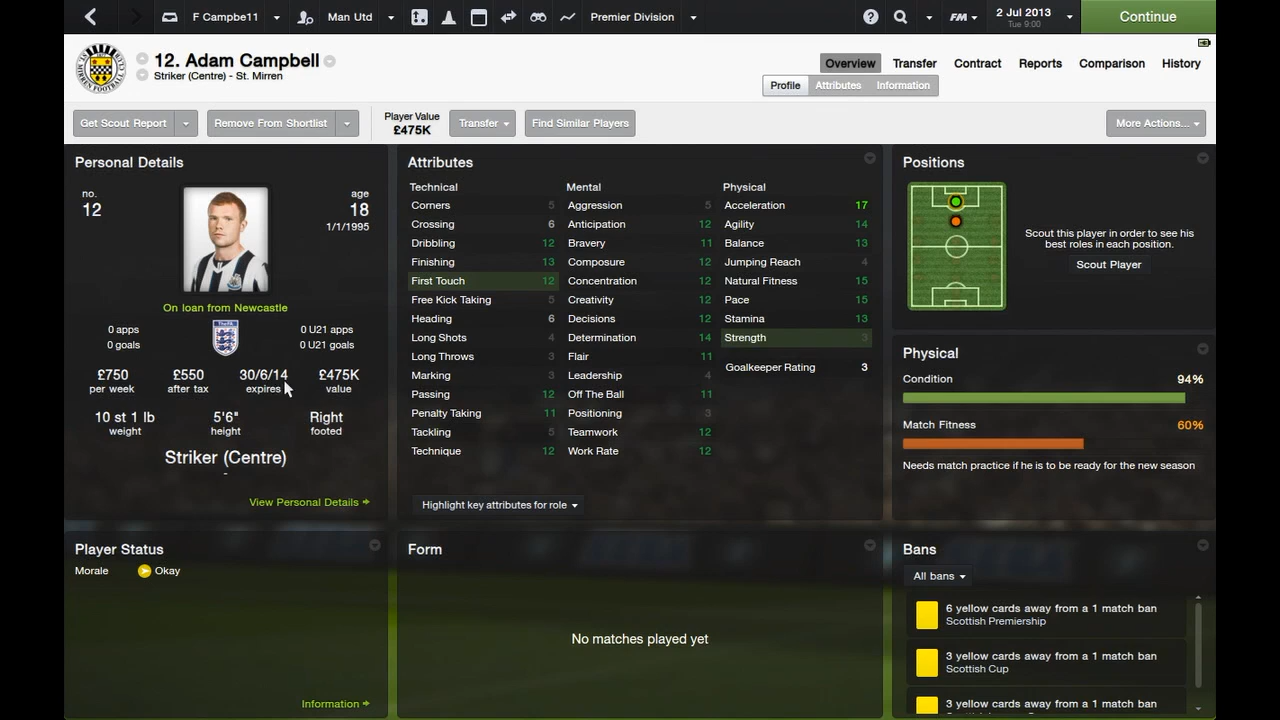 F Campbe11
Man Utd
Premier Division
FM
2 Jul 2013
Tue 9:00
Continue
12. Adam Campbell
Striker (Centre) - St. Mirren
Overview Transfer Contract Reports Comparison History
Profile Attributes Information
Get Scout Report
Remove From Shortlist
Player Value
£475K
Transfer
Find Similar Players
More Actions...
Personal Details
no.
12
age
18
1/1/1995
On loan from Newcastle
0 apps
0 goals
0 U21 apps
0 U21 goals
£750
per week
£550
after tax
30/6/14
expires
£475K
value
10 st 1 lb
weight
5'6"
height
Right
footed
Striker (Centre)
-
View Personal Details
Attributes
Technical
Corners 5
Crossing 6
Dribbling 12
Finishing 13
First Touch 12
Free Kick Taking 5
Heading 6
Long Shots 4
Long Throws 3
Marking 3
Passing 12
Penalty Taking 11
Tackling 5
Technique 12
Mental
Aggression 5
Anticipation 12
Bravery 11
Composure 12
Concentration 12
Creativity 12
Decisions 12
Determination 14
Flair 11
Leadership 4
Off The Ball 11
Positioning 3
Teamwork 12
Work Rate 12
Physical
Acceleration 17
Agility 14
Balance 13
Jumping Reach 4
Natural Fitness 15
Pace 15
Stamina 13
Strength 3
Goalkeeper Rating 3
Highlight key attributes for role
Positions
Scout this player in order to see his
best roles in each position.
Scout Player
Physical
Condition 94%
Match Fitness 60%
Needs match practice if he is to be ready for the new season
Player Status
Morale Okay
Information
Form
No matches played yet
Bans
All bans
6 yellow cards away from a 1 match ban
Scottish Premiership
3 yellow cards away from a 1 match ban
Scottish Cup
3 yellow cards away from a 1 match ban